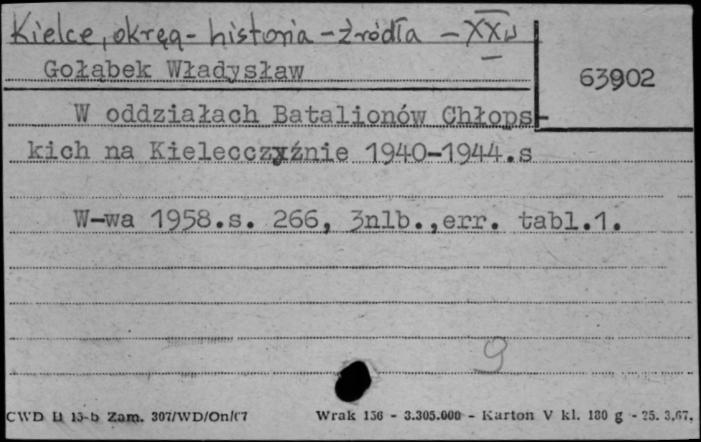 Kielce, okręg - historia - źródła - XX w
Gołąbek Władysław
63902
W oddziałach Batalionów Chłops-
kich na Kielecczyźnie 1940-1944.s
W-wa 1958.s. 266, 3nlb.,err. tabl.1.
9
CWD B 15-b Zam. 307/WD/On/67 Wrak 156 - 3.305.000 - Karton V kl. 180 g - 25. 3.67.